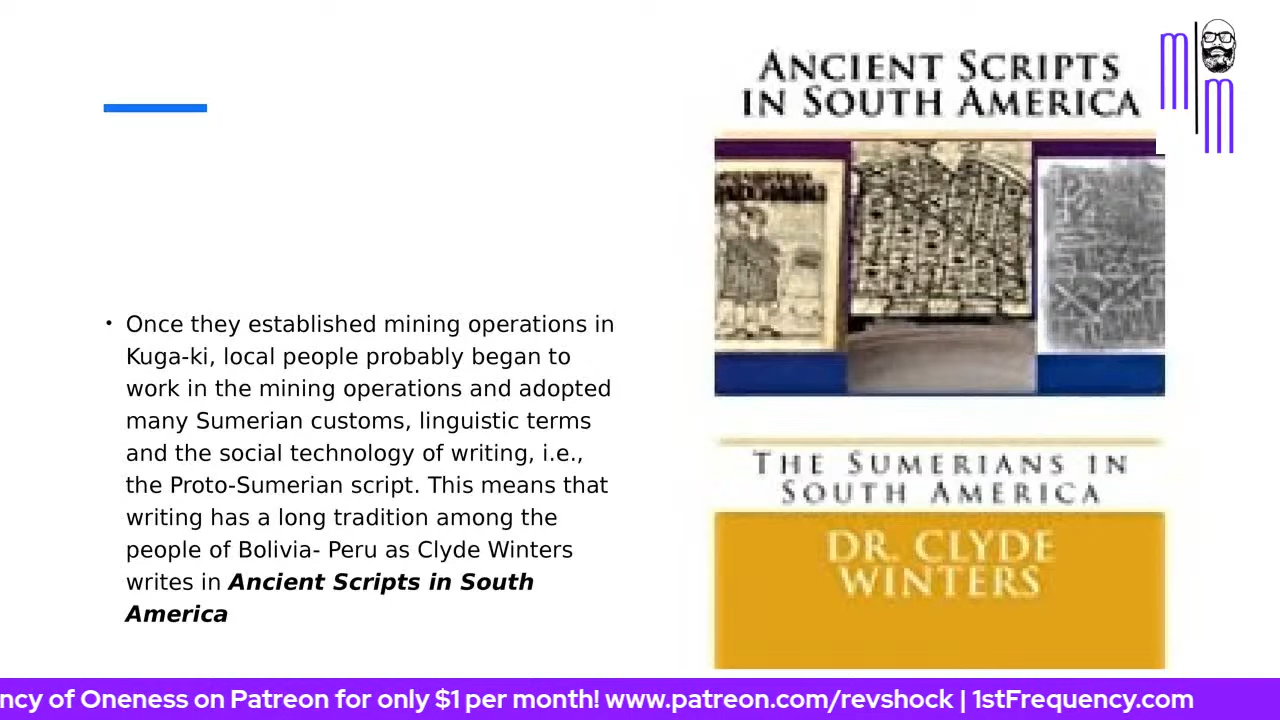 ANCIENT SCRIPTS
IN SOUTH AMERICA
m
m
• Once they established mining operations in
Kuga-ki, local people probably began to
work in the mining operations and adopted
many Sumerian customs, linguistic terms
and the social technology of writing, i.e.,
the Proto-Sumerian script. This means that
writing has a long tradition among the
people of Bolivia- Peru as Clyde Winters
writes in Ancient Scripts in South
America
THE SUMERIANS IN
SOUTH AMERICA
DR. CLYDE
WINTERS
ncy of Oneness on Patreon for only $1 per month! www.patreon.com/revshock | 1stFrequency.com